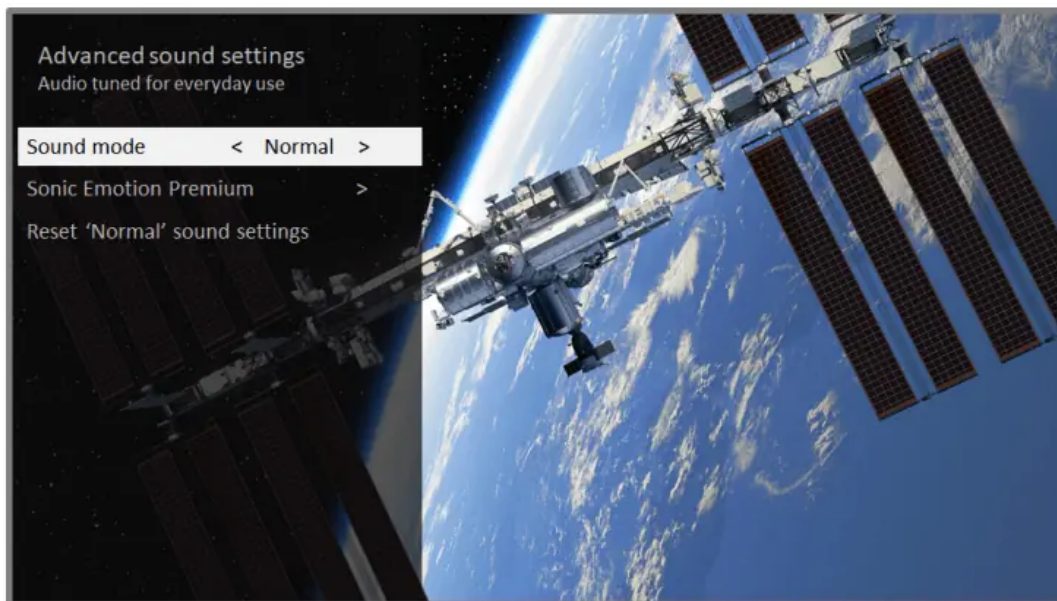 Advanced sound settings
Audio tuned for everyday use
Sound mode < Normal >
Sonic Emotion Premium >
Reset ‘Normal’ sound settings